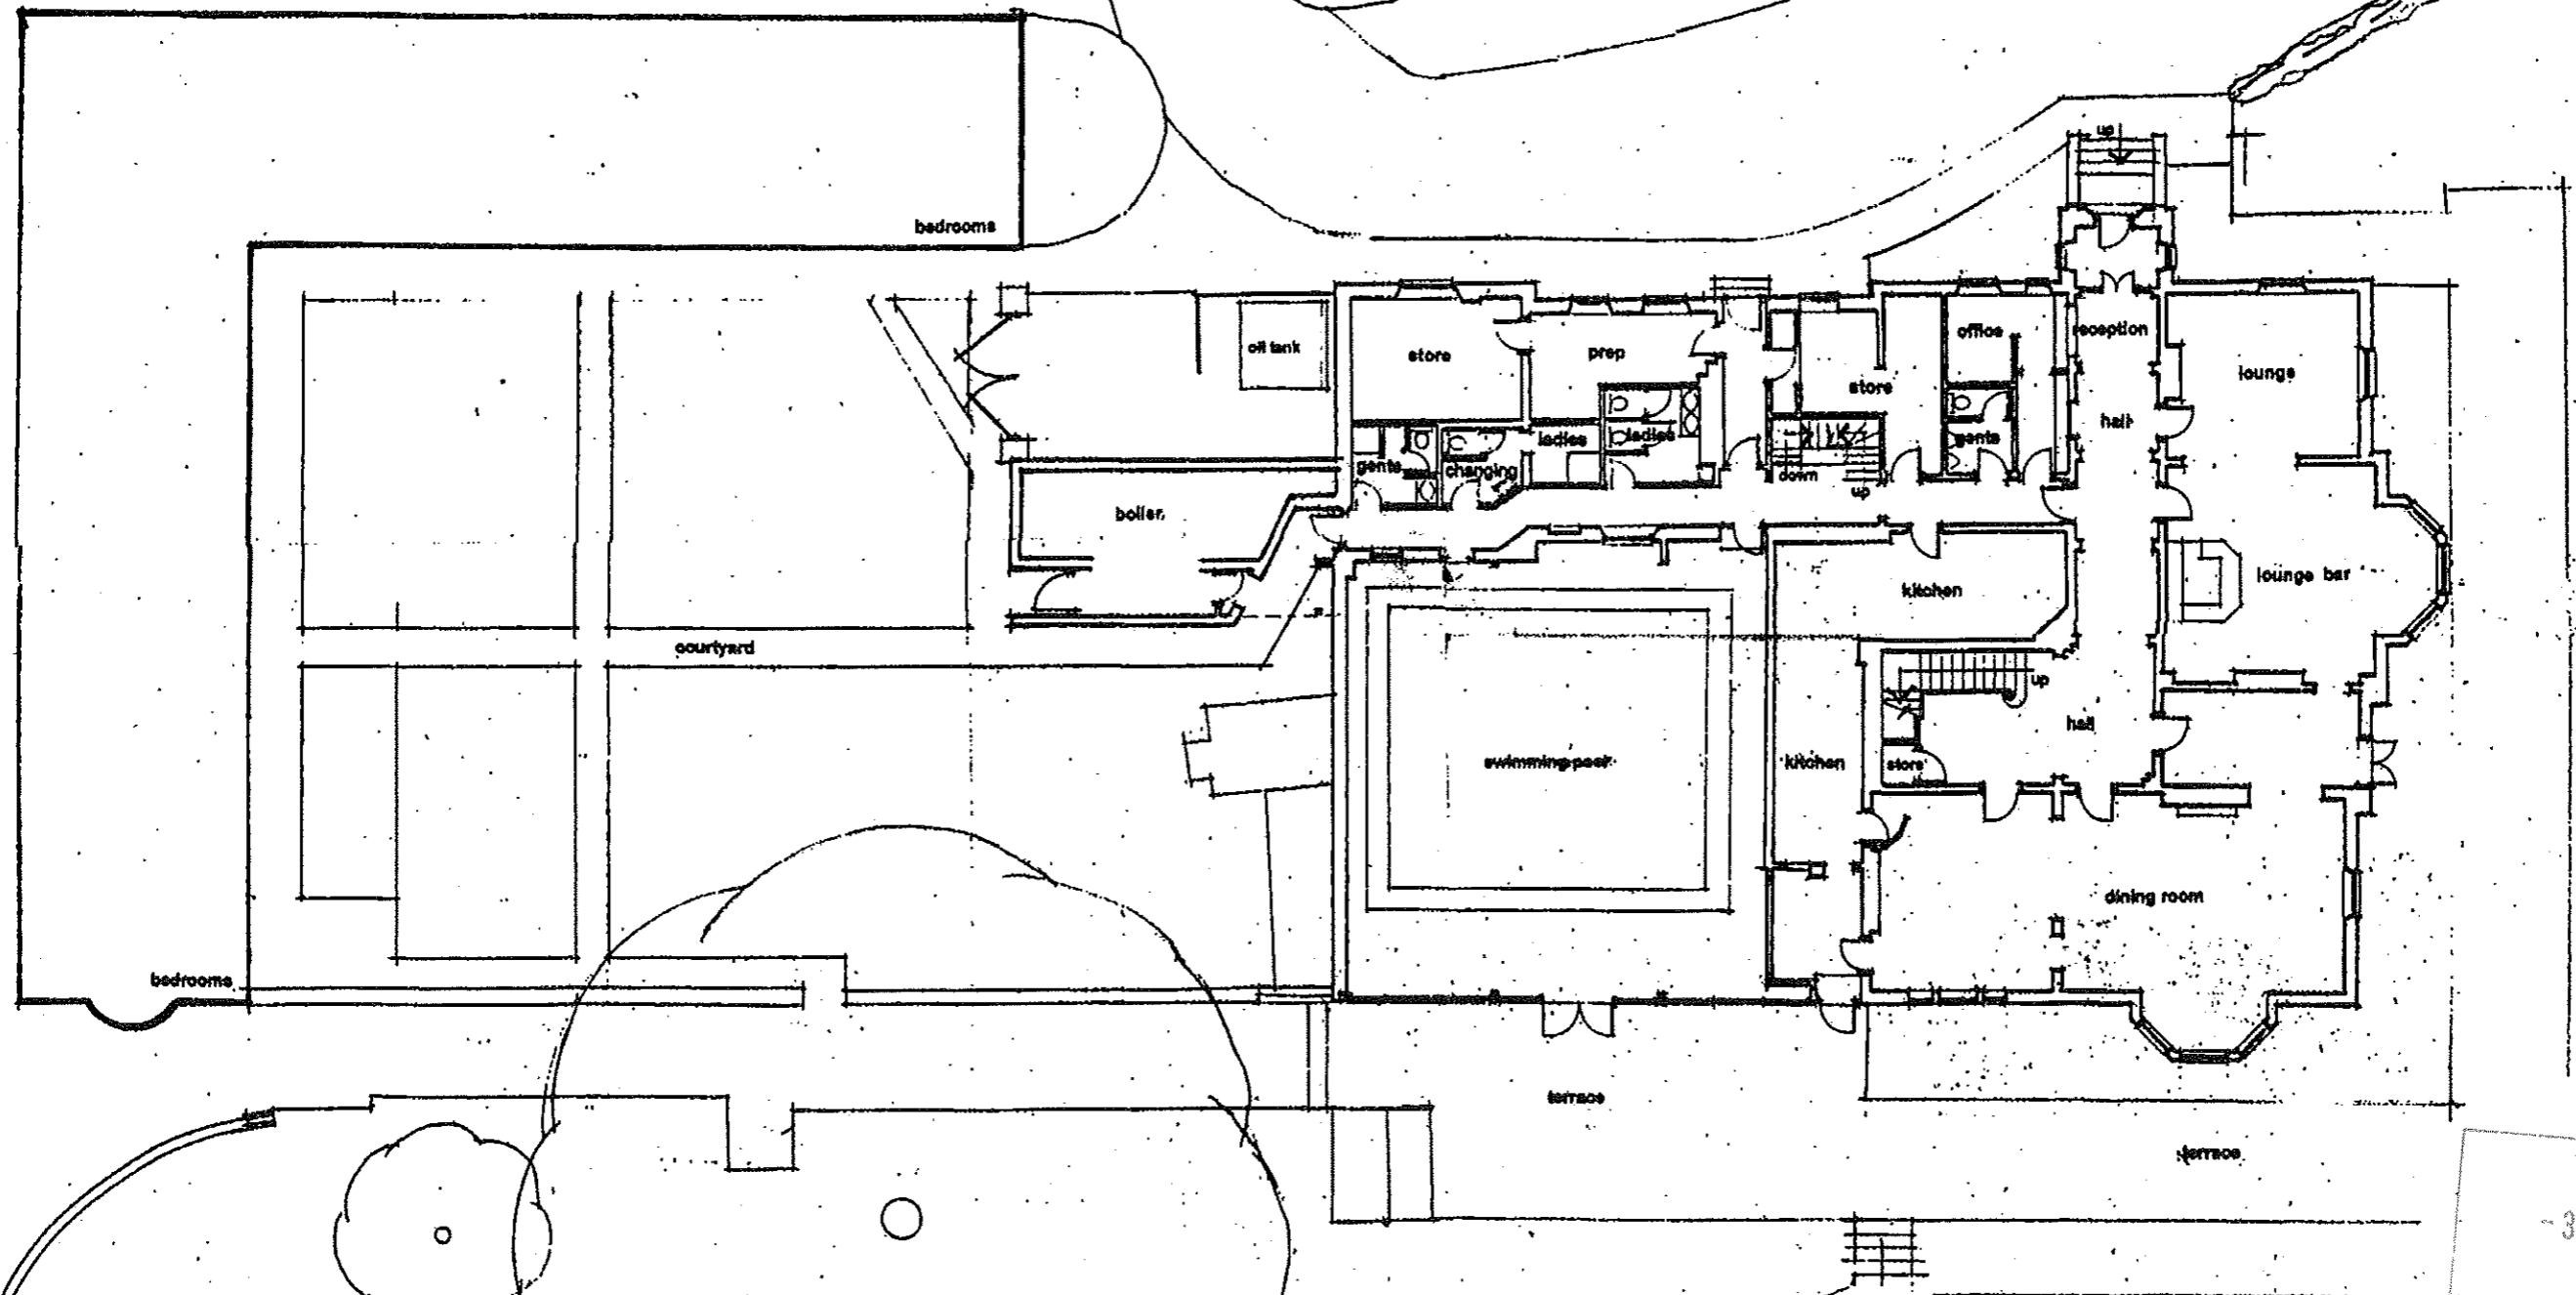 up
bedrooms
oil tank
store
prep
store
office
reception
lounge
hall
ladies
ladies
gents
changing
gents
down
up
boiler
kitchen
lounge bar
courtyard
up
hall
swimming pool
kitchen
store
dining room
bedrooms
terrace
terrace
-3